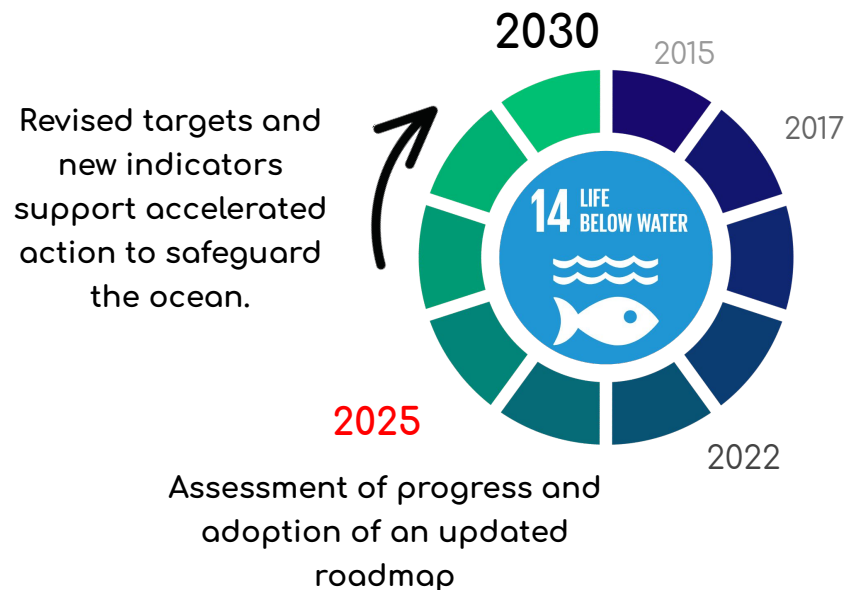 2030
2015
2017
Revised targets and
new indicators
support accelerated
action to safeguard
the ocean.
14 LIFE
BELOW WATER
2025
2022
Assessment of progress and
adoption of an updated
roadmap